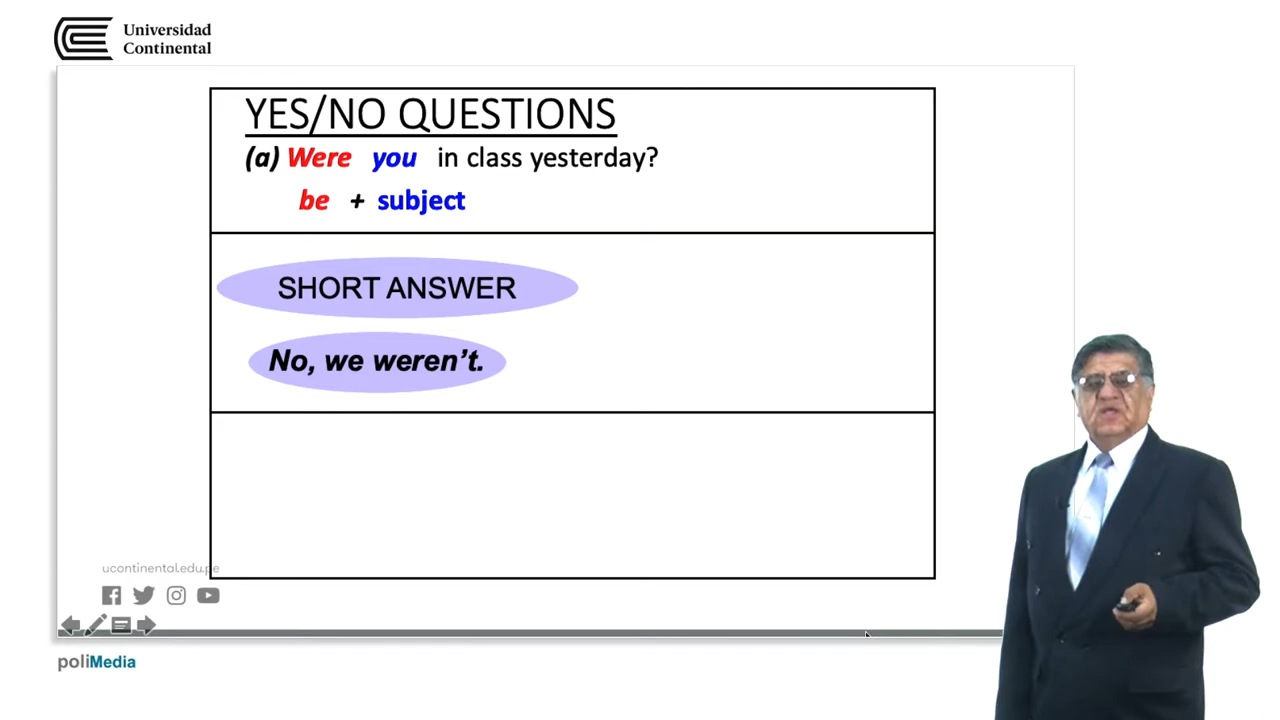 Universidad
Continental
YES/NO QUESTIONS
(a) Were you in class yesterday?
be + subject
SHORT ANSWER
No, we weren’t.
ucontinental.edu.pe
poliMedia